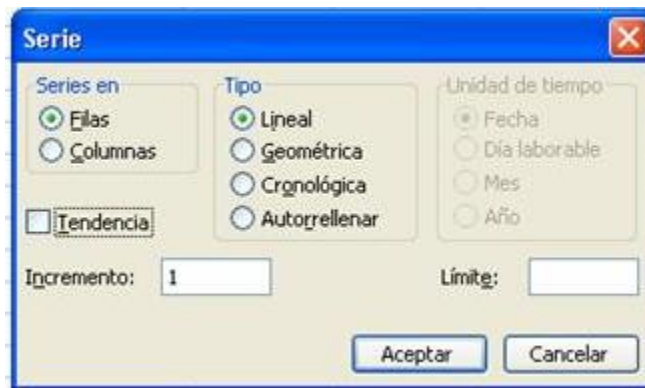 Serie
Series en
Filas
Columnas
Tendencia
Tipo
Lineal
Geométrica
Cronológica
Autorrellenar
Unidad de tiempo
Fecha
Día laborable
Mes
Año
Incremento: 1
Límite:
Aceptar
Cancelar